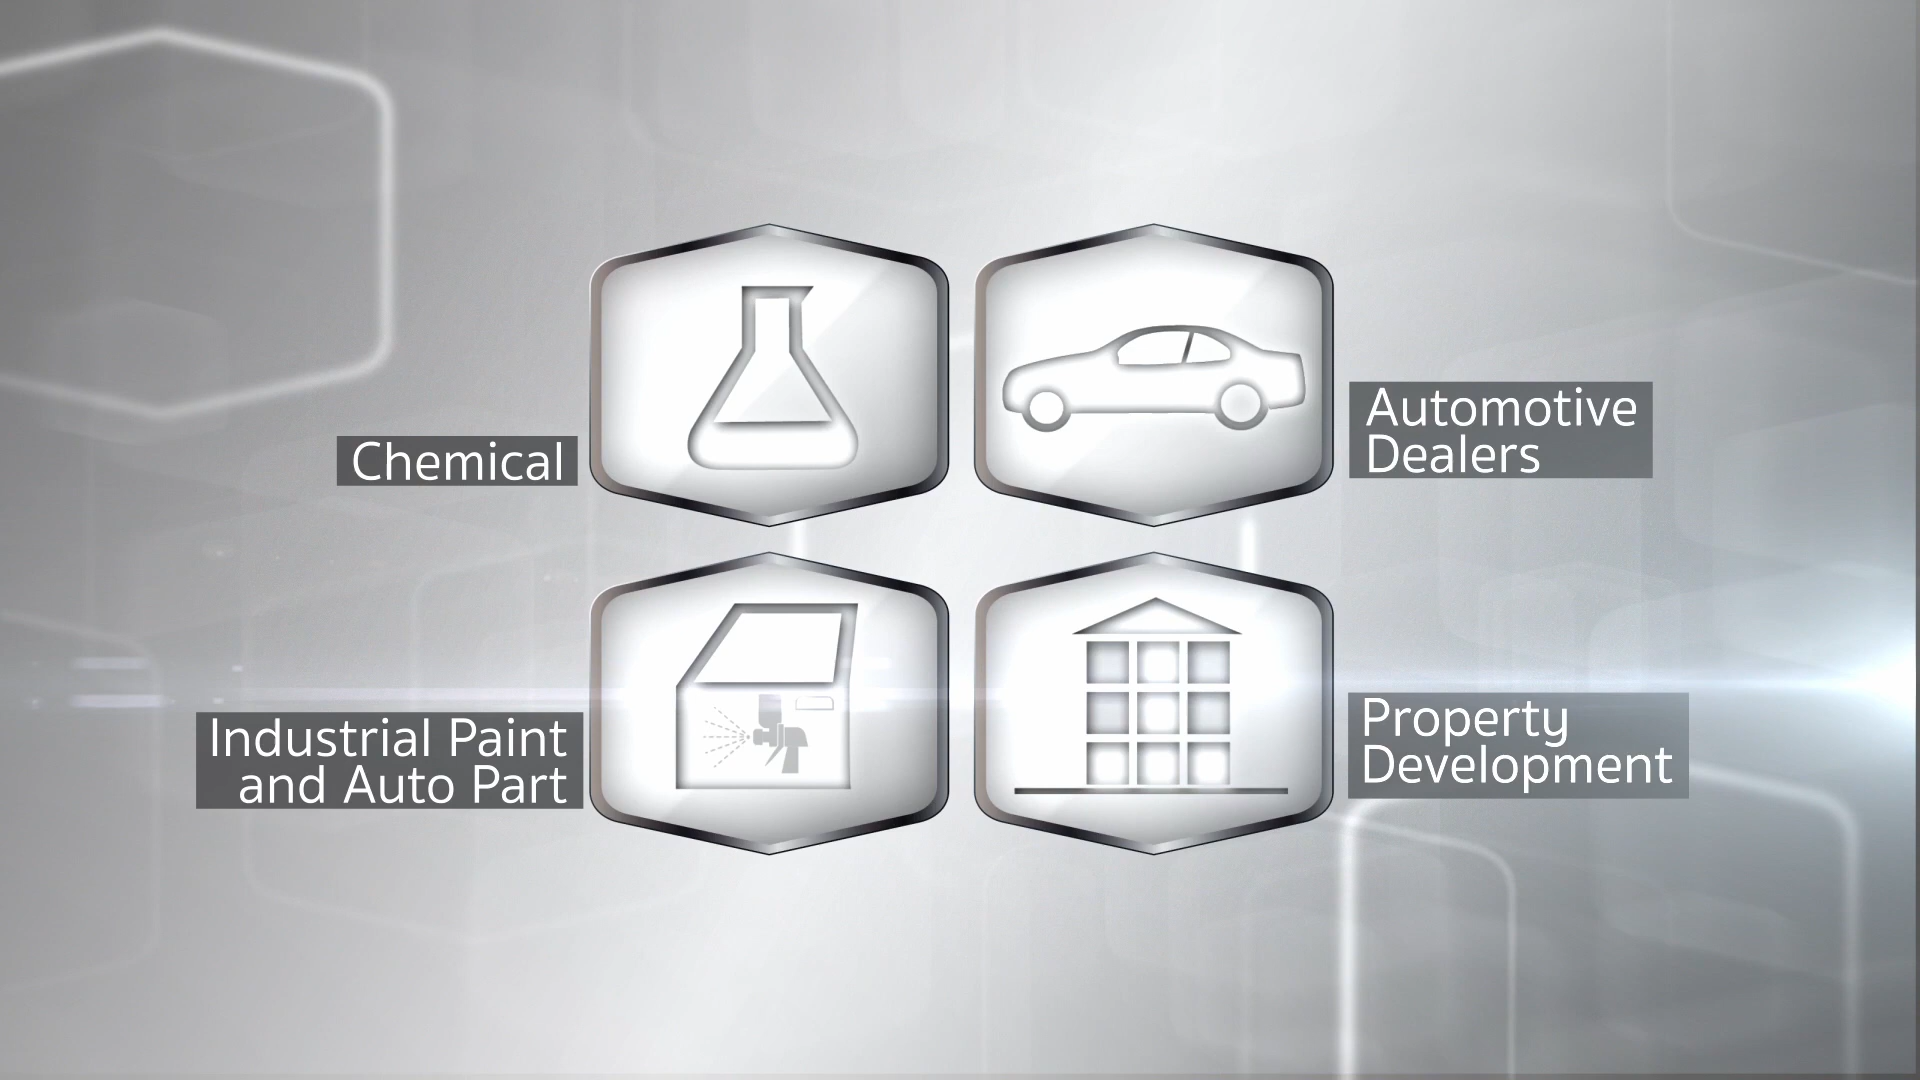 Chemical
Automotive
Dealers
Industrial Paint
and Auto Part
Property
Development